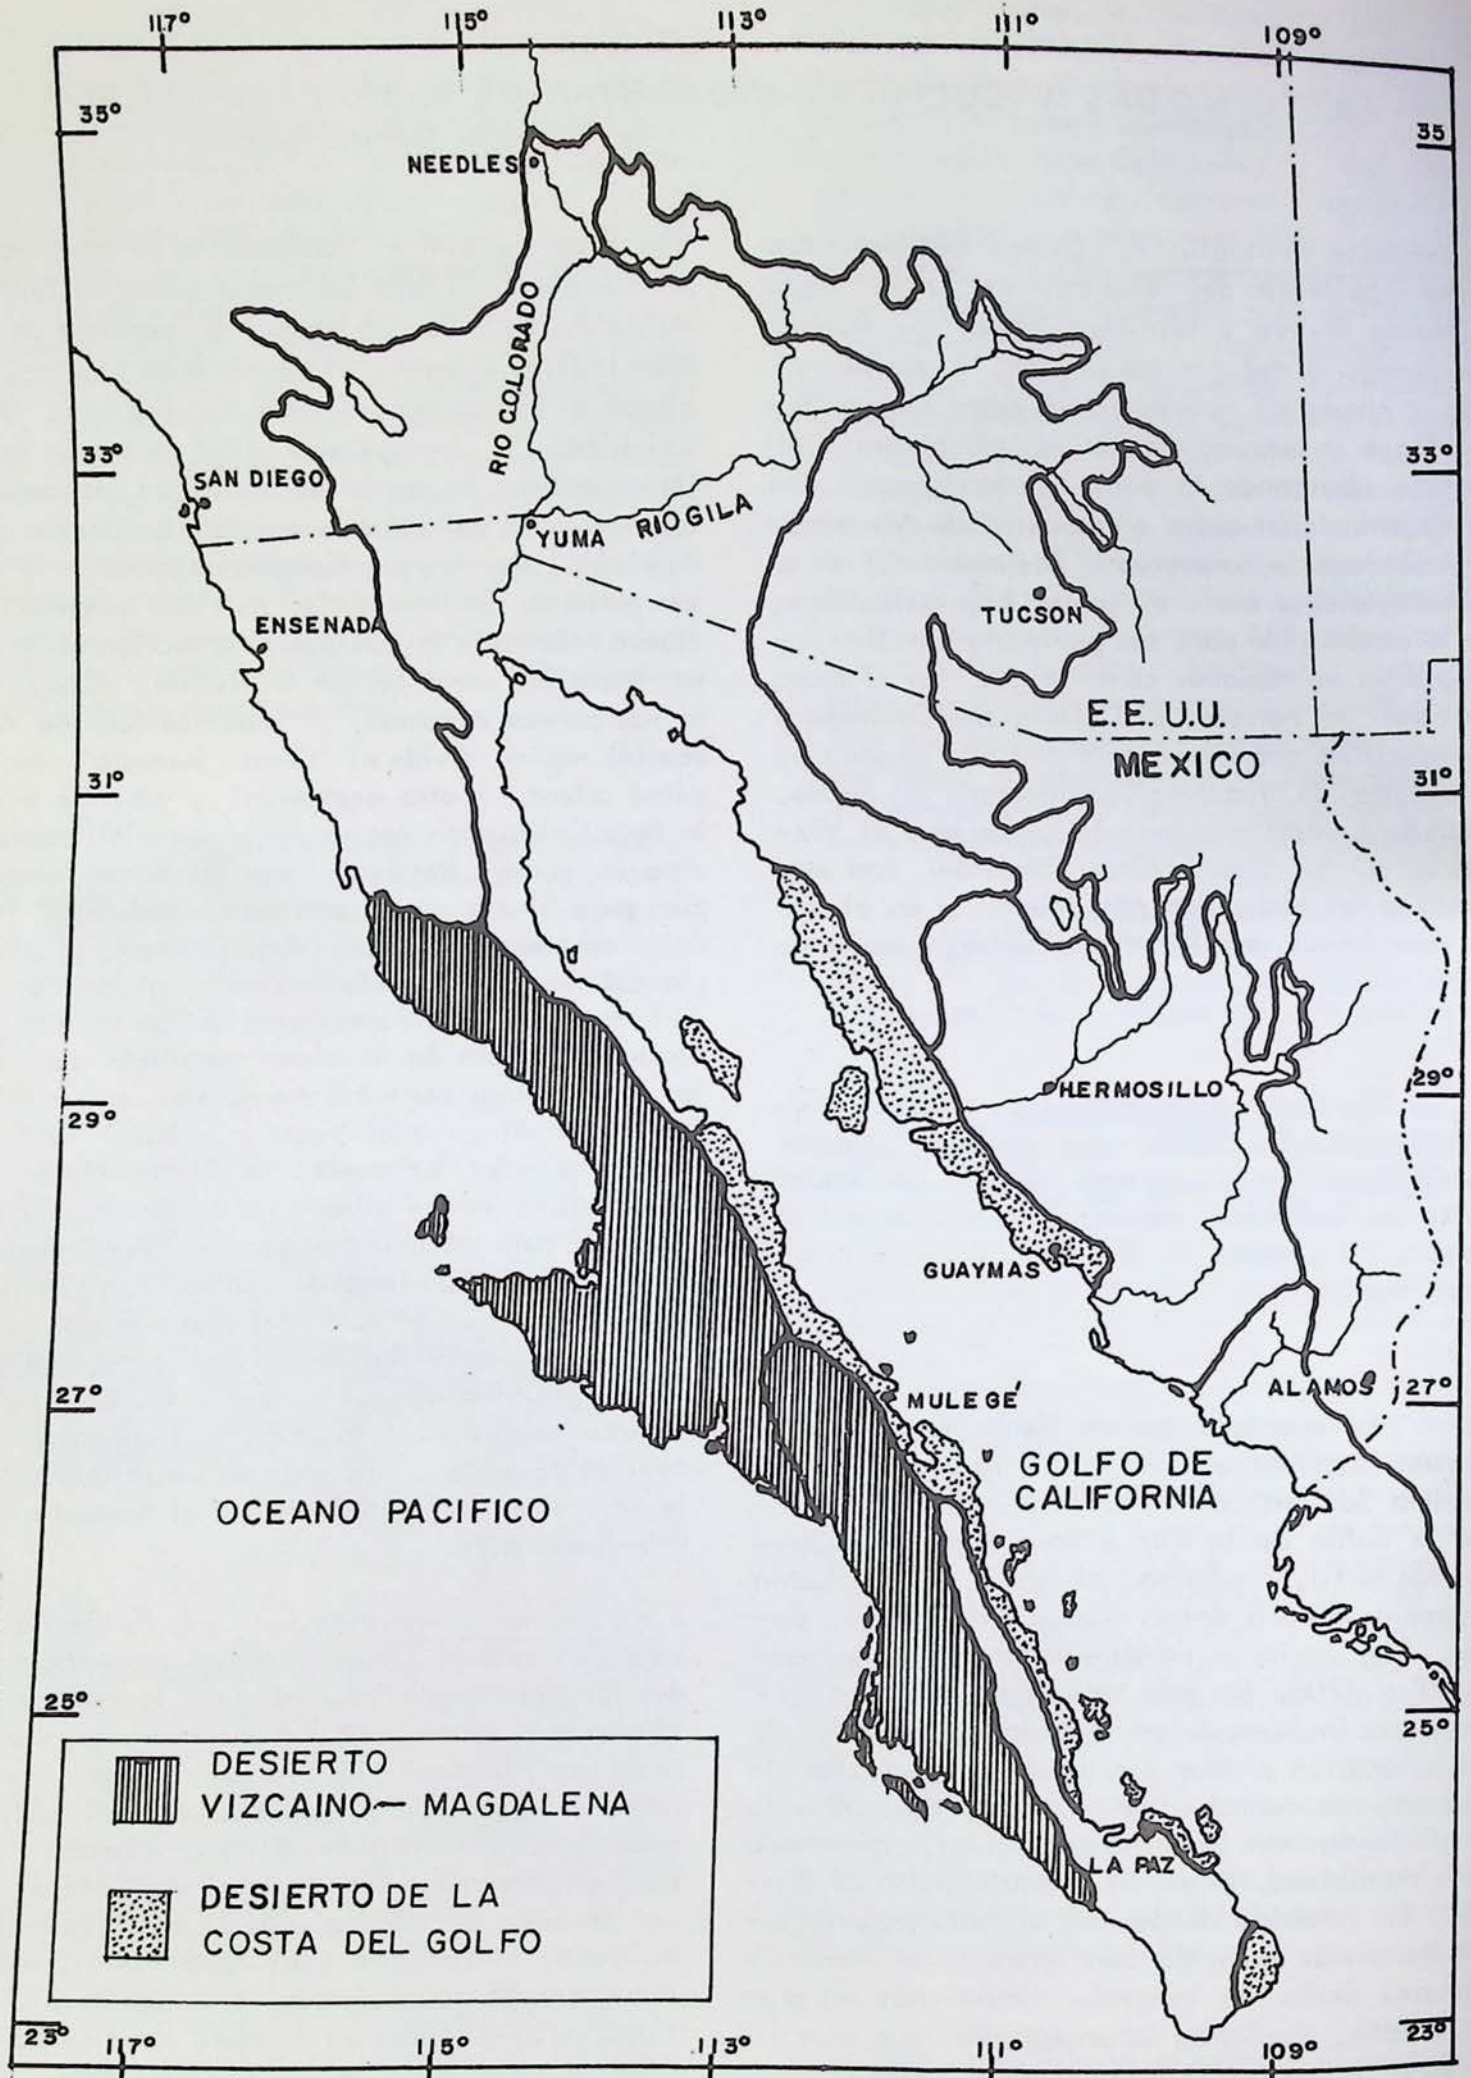 117° 115° 113° 111° 109°
35° 35
NEEDLES
RIO COLORADO
33° 33°
SAN DIEGO
YUMA RIO GILA
ENSENADA
TUCSON
E.E.U.U.
MEXICO
31° 31°
HERMOSILLO
29° 29°
GUAYMAS
MULEGÉ
ALAMOS
27° 27°
GOLFO DE
CALIFORNIA
OCEANO PACIFICO
25° 25°
DESIERTO
VIZCAINO— MAGDALENA
LA PAZ
DESIERTO DE LA
COSTA DEL GOLFO
23° 23°
117° 115° 113° 111° 109°